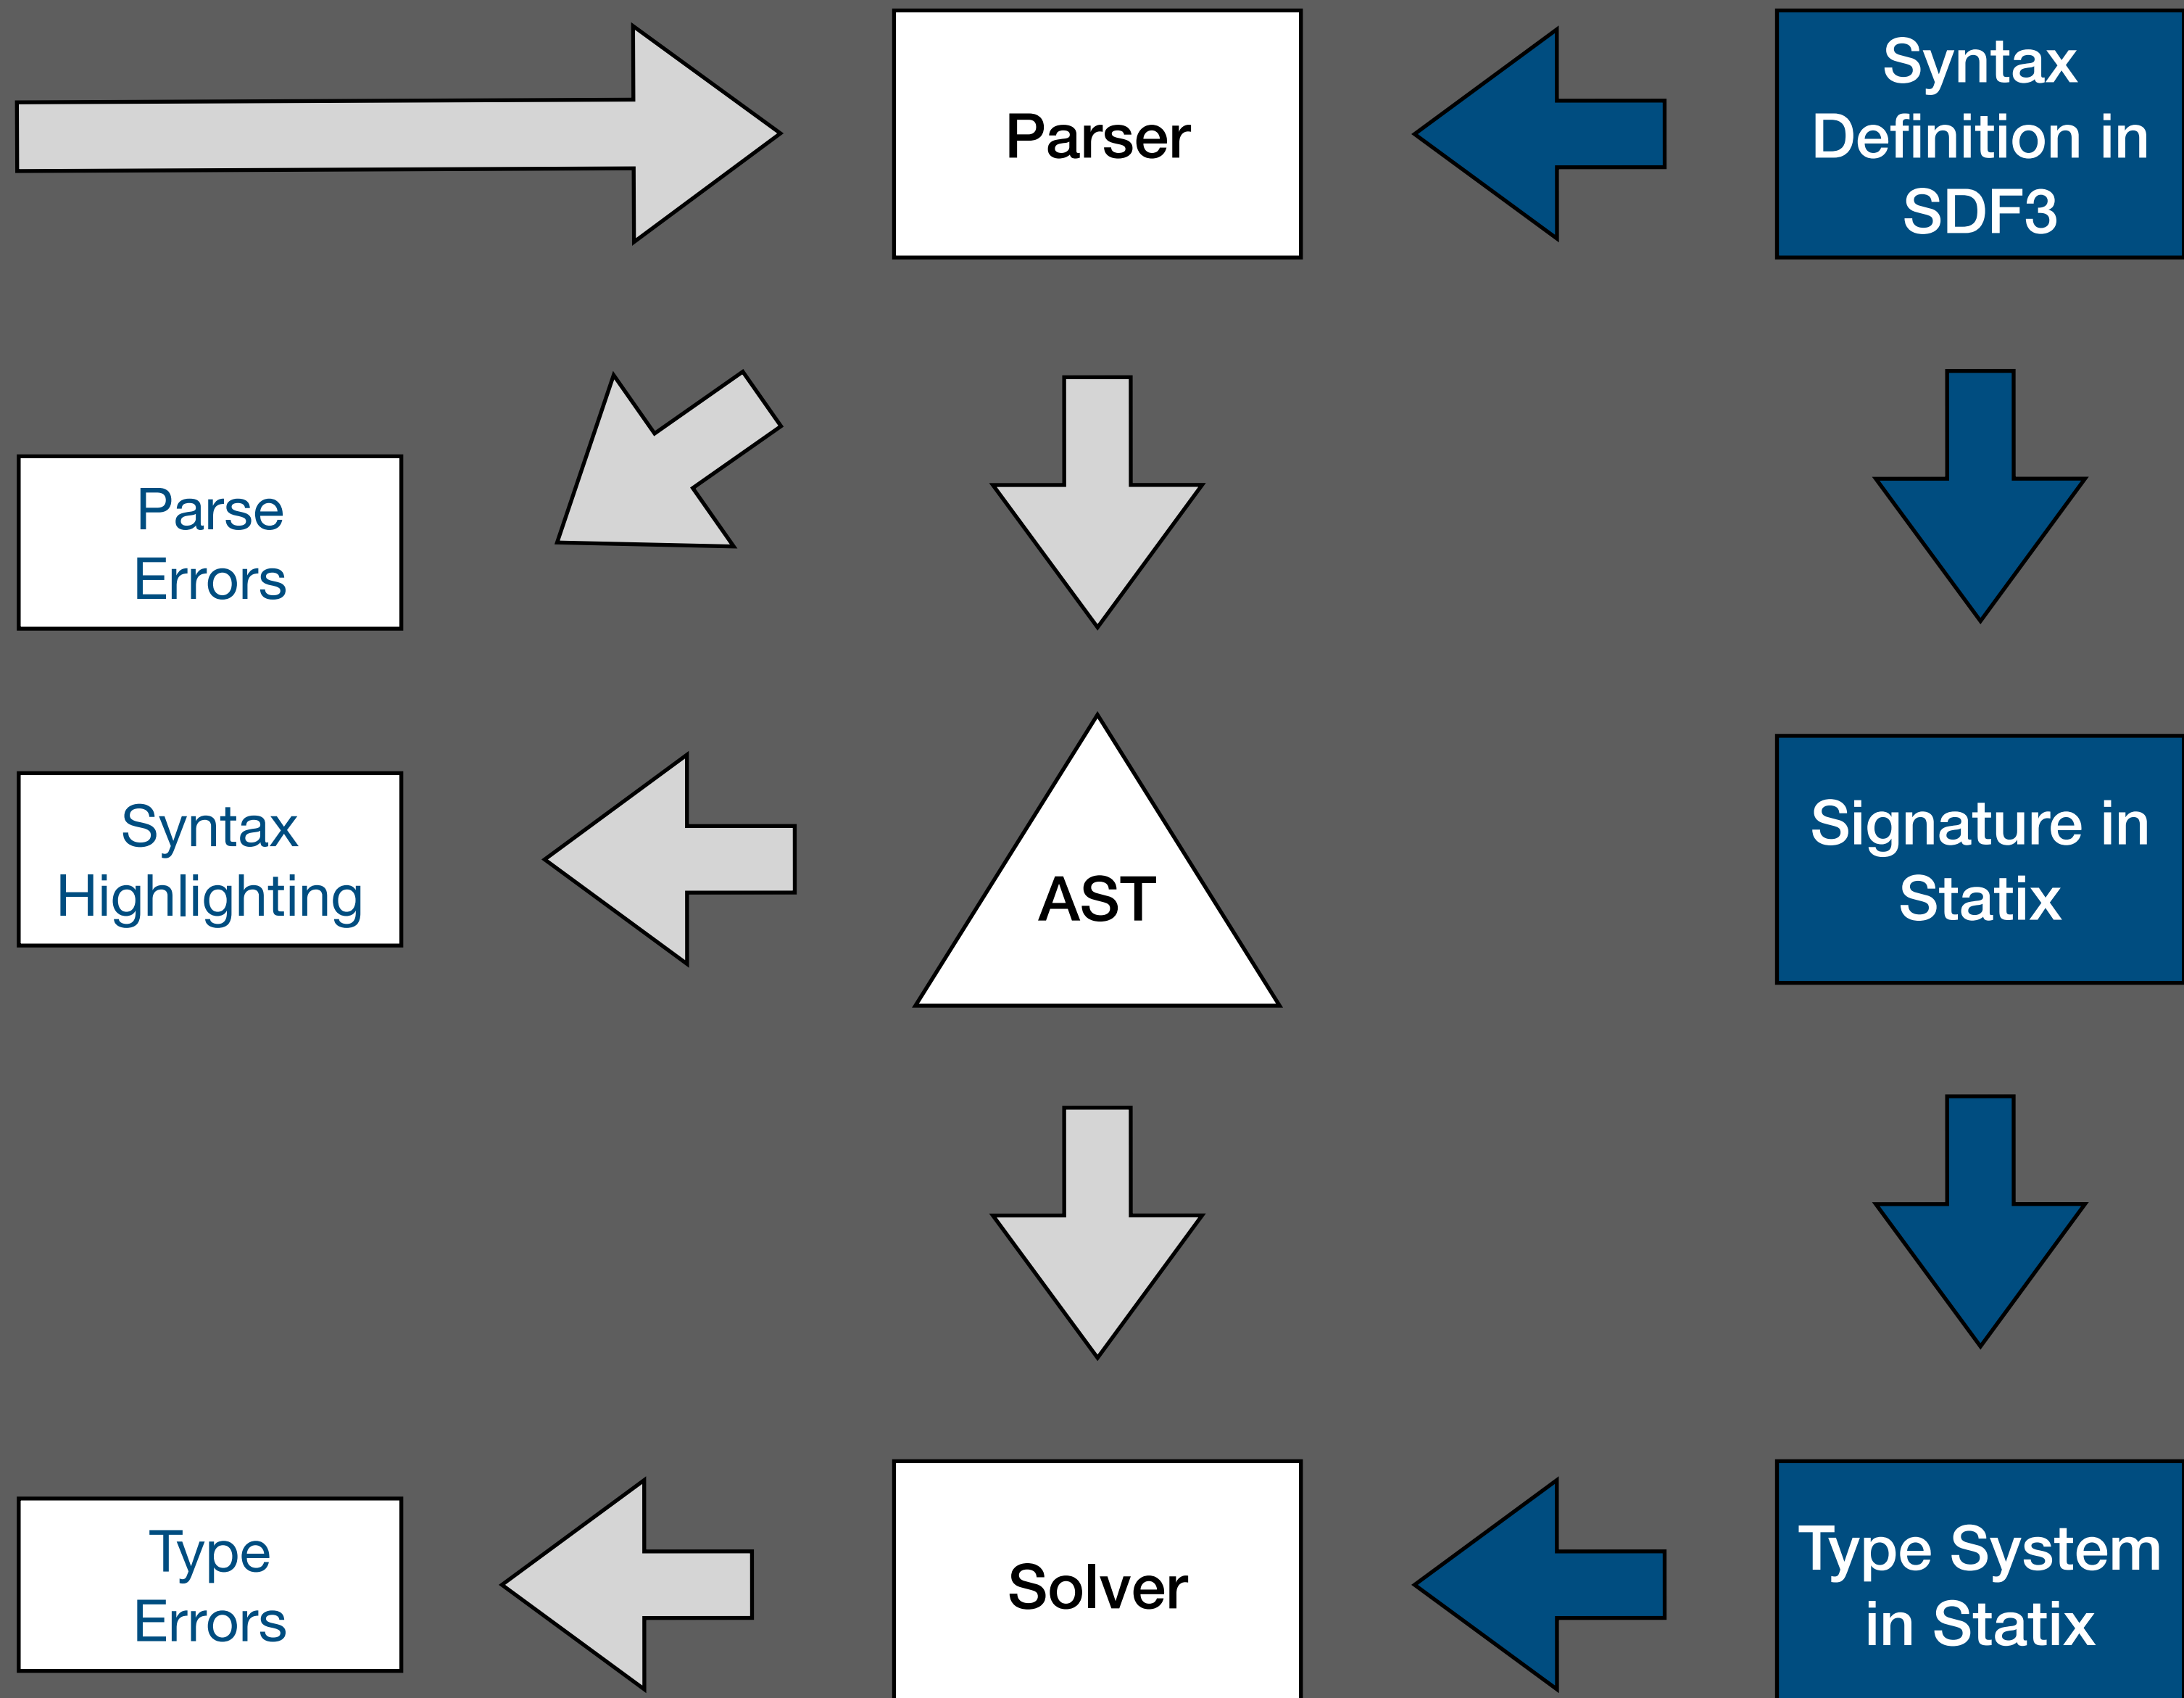 Parser
Syntax
Definition in
SDF3
Parse
Errors
Syntax
Highlighting
AST
Signature in
Statix
Type
Errors
Solver
Type System
in Statix